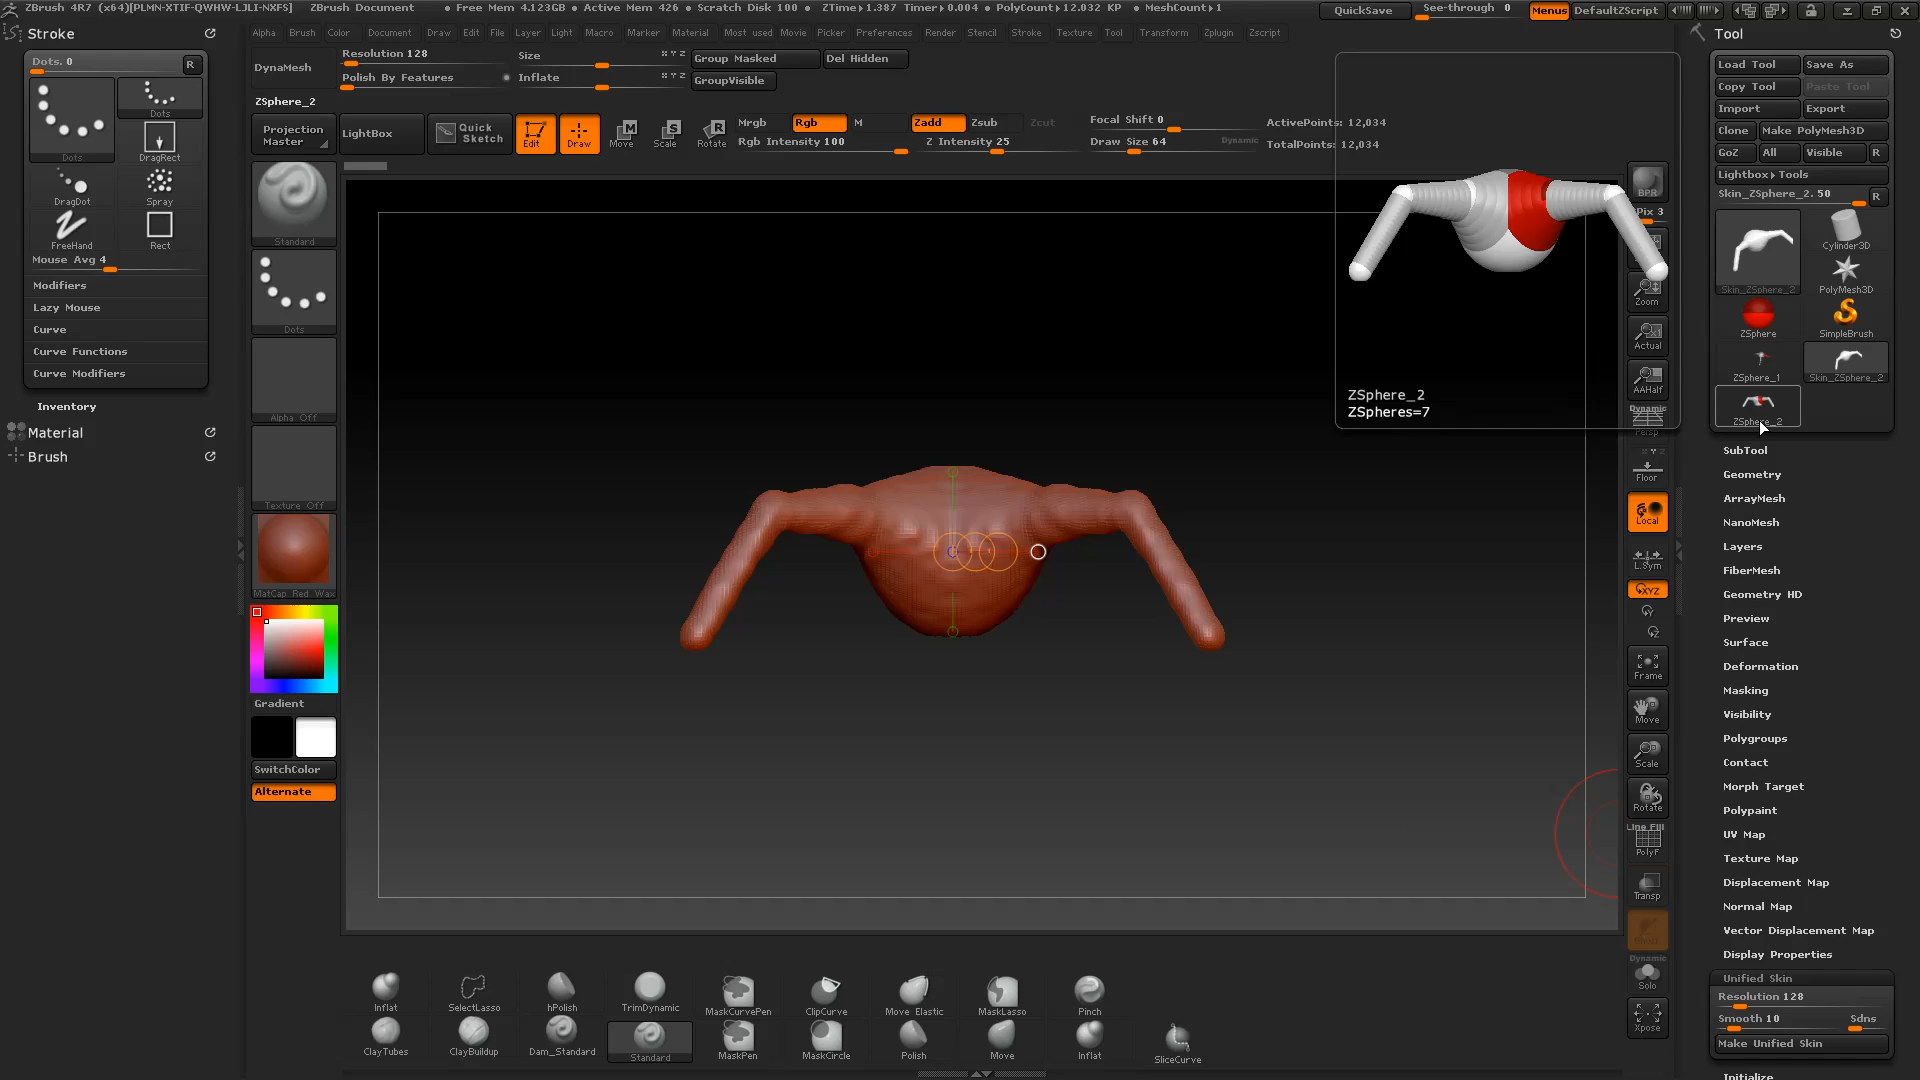 ZBrush 4R7 (x64)[PLMN-XTIF-QWHW-LJLI-NXFS] ZBrush Document • Free Mem 4.123GB • Active Mem 426 • Scratch Disk 100 • ZTime▸1.387 Timer▸0.004 • PolyCount▸12.032 KP • MeshCount▸1 QuickSave See-through 0 Menus DefaultZScript
Stroke
Alpha Brush Color Document Draw Edit File Layer Light Macro Marker Material Most used Movie Picker Preferences Render Stencil Stroke Texture Tool Transform Zplugin Zscript
Tool
Dots. 0 R
Dots
Dots
DragRect
DragDot Spray
FreeHand Rect
Mouse Avg 4
Modifiers
Lazy Mouse
Curve
Curve Functions
Curve Modifiers
Inventory
Material
Brush
DynaMesh
Resolution 128
Polish By Features
Size
Inflate
X Y Z
X Y Z
Group Masked Del Hidden
GroupVisible
ZSphere_2
Projection
Master
LightBox
Quick
Sketch
Edit Draw Move Scale Rotate
M S R
Mrgb Rgb M
Rgb Intensity 100
Zadd Zsub Zcut
Z Intensity 25
Focal Shift 0
Draw Size 64 Dynamic
ActivePoints: 12,034
TotalPoints: 12,034
Standard
Dots
Alpha Off
Texture Off
MatCap Red Wax
Gradient
SwitchColor
Alternate
ZSphere_2
ZSpheres=7
BPR
Pix 3
Zoom
Actual
AAHalf
Dynamic
Persp
Floor
Local
L.Sym
XYZ
Y
Z
Frame
Move
Scale
Rotate
Line Fill
PolyF
Transp
Ghost
Dynamic
Solo
Xpose
Load Tool Save As
Copy Tool Paste Tool
Import Export
Clone Make PolyMesh3D
GoZ All Visible R
Lightbox▸Tools
Skin_ZSphere_2. 50 R
Skin_ZSphere_2 Cylinder3D
PolyMesh3D
ZSphere SimpleBrush
ZSphere_1 Skin_ZSphere_2
ZSphere_2
SubTool
Geometry
ArrayMesh
NanoMesh
Layers
FiberMesh
Geometry HD
Preview
Surface
Deformation
Masking
Visibility
Polygroups
Contact
Morph Target
Polypaint
UV Map
Texture Map
Displacement Map
Normal Map
Vector Displacement Map
Display Properties
Unified Skin
Resolution 128
Smooth 10 Sdns
Make Unified Skin
Initialize
Inflat SelectLasso hPolish TrimDynamic MaskCurvePen ClipCurve Move Elastic MaskLasso Pinch
ClayTubes ClayBuildup Dam_Standard Standard MaskPen MaskCircle Polish Move Inflat SliceCurve